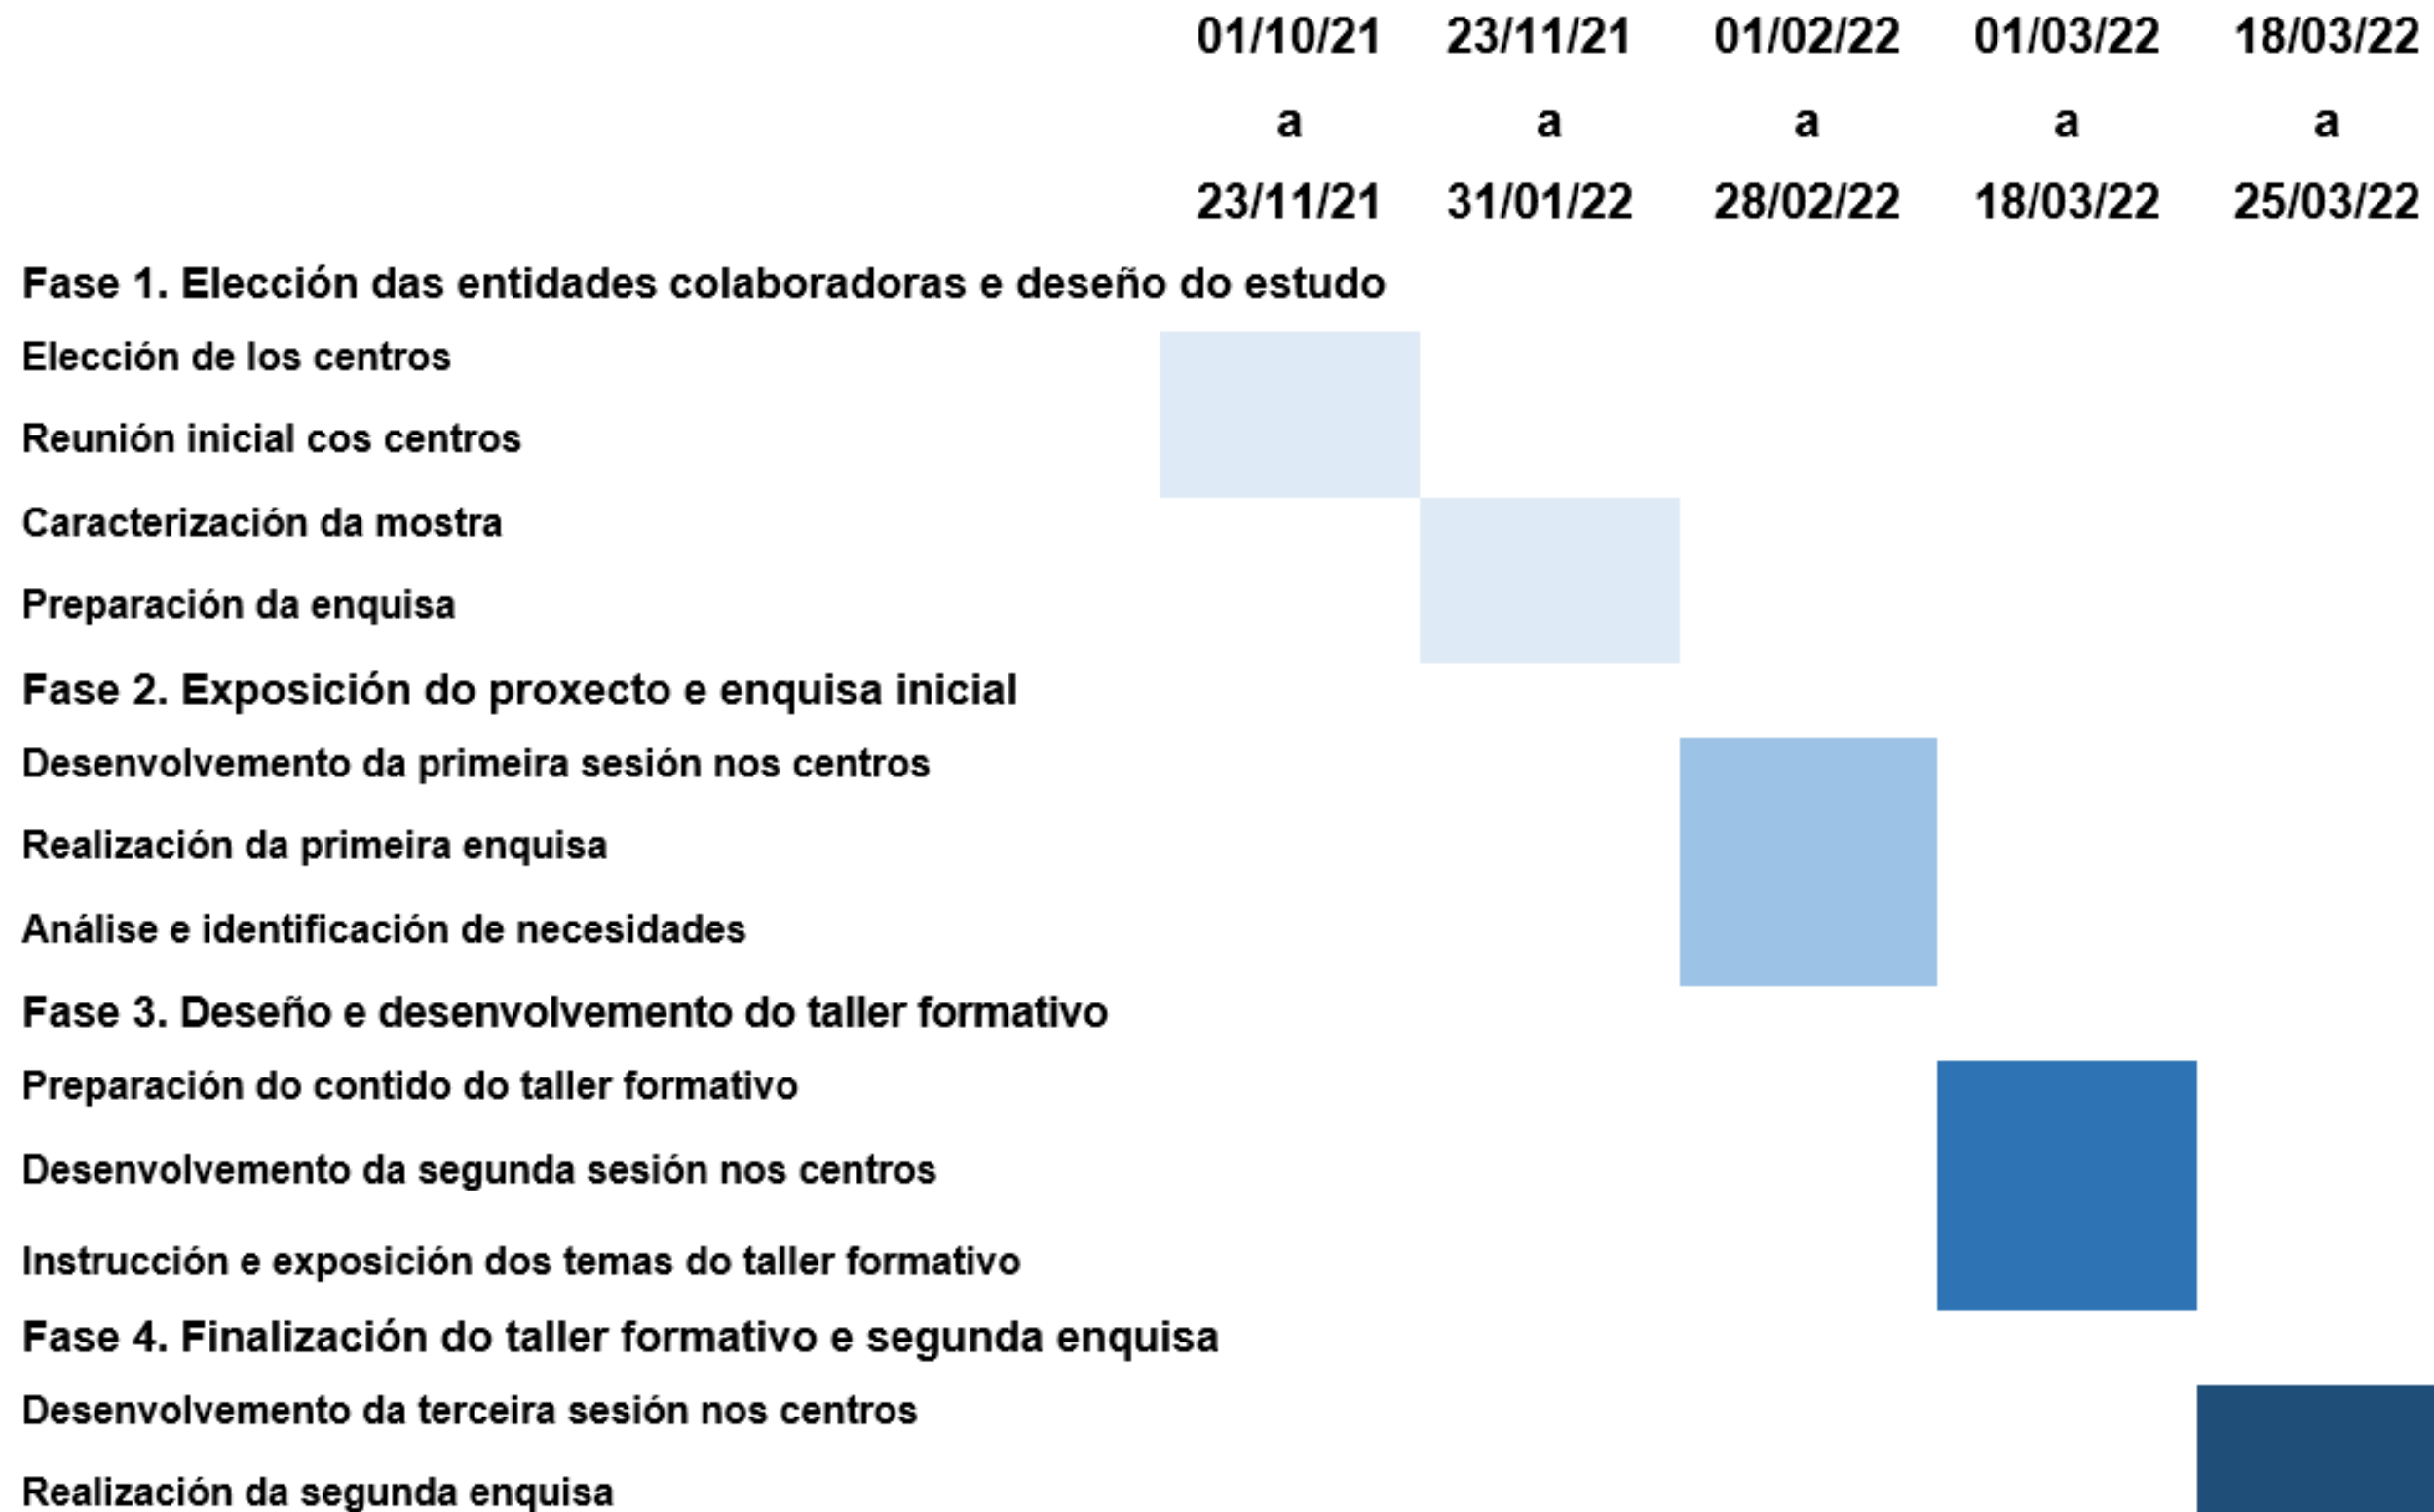 01/10/21 23/11/21 01/02/22 01/03/22 18/03/22
a a a a a
23/11/21 31/01/22 28/02/22 18/03/22 25/03/22
Fase 1. Elección das entidades colaboradoras e deseño do estudo
Elección de los centros
Reunión inicial cos centros
Caracterización da mostra
Preparación da enquisa
Fase 2. Exposición do proxecto e enquisa inicial
Desenvolvemento da primeira sesión nos centros
Realización da primeira enquisa
Análise e identificación de necesidades
Fase 3. Deseño e desenvolvemento do taller formativo
Preparación do contido do taller formativo
Desenvolvemento da segunda sesión nos centros
Instrucción e exposición dos temas do taller formativo
Fase 4. Finalización do taller formativo e segunda enquisa
Desenvolvemento da terceira sesión nos centros
Realización da segunda enquisa